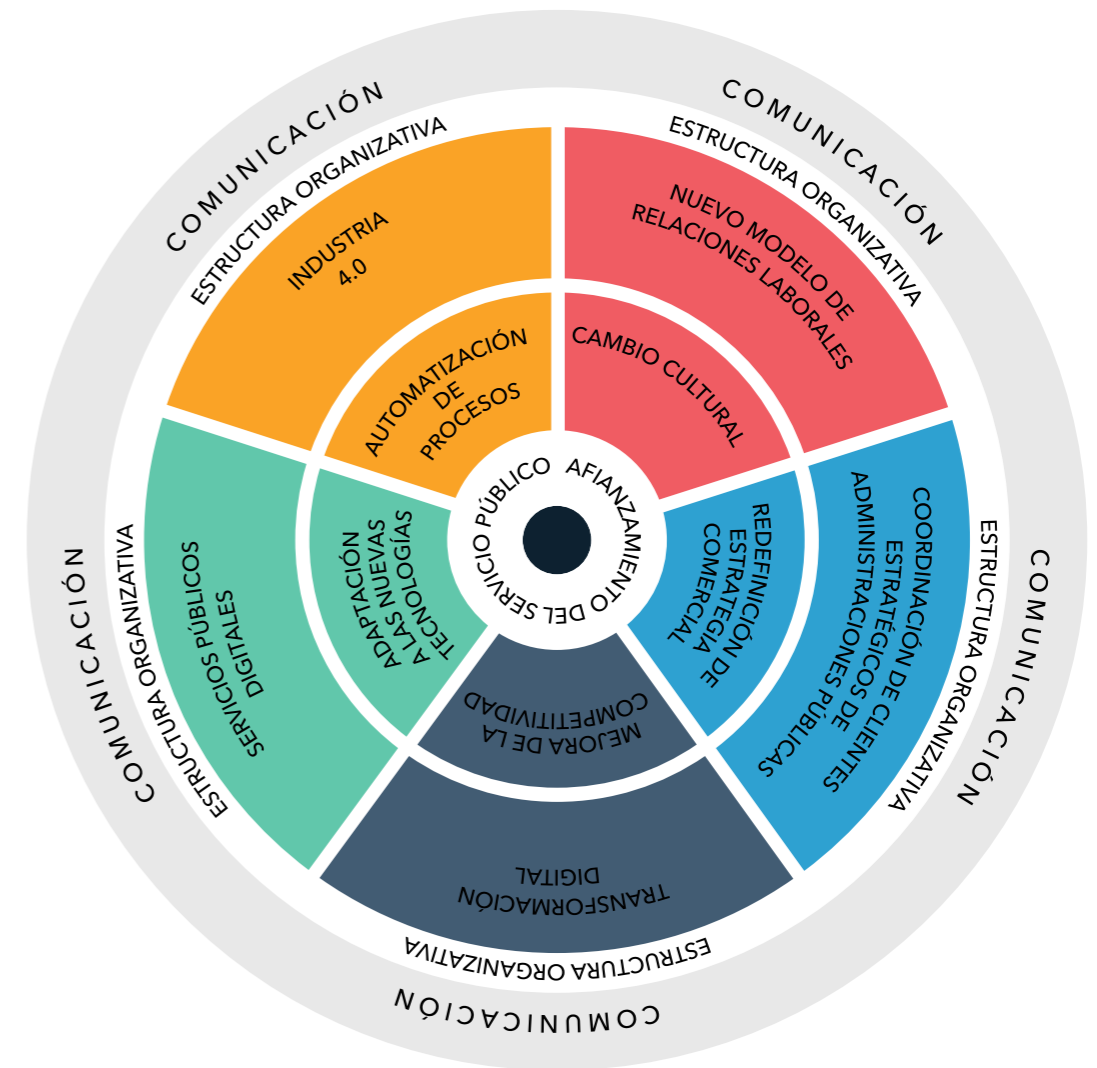 COMUNICACIÓN
ESTRUCTURA ORGANIZATIVA
INDUSTRIA
4.0
AUTOMATIZACIÓN
DE
PROCESOS
COMUNICACIÓN
ESTRUCTURA ORGANIZATIVA
NUEVO MODELO DE
RELACIONES LABORALES
CAMBIO CULTURAL
COMUNICACIÓN
ESTRUCTURA ORGANIZATIVA
COORDINACIÓN DE CLIENTES
ESTRATÉGICOS DE
ADMINISTRACIONES PÚBLICAS
REDEFINICIÓN DE
ESTRATEGIA
COMERCIAL
COMUNICACIÓN
ESTRUCTURA ORGANIZATIVA
TRANSFORMACIÓN
DIGITAL
MEJORA DE LA
COMPETITIVIDAD
COMUNICACIÓN
ESTRUCTURA ORGANIZATIVA
SERVICIOS PÚBLICOS
DIGITALES
ADAPTACIÓN
A LAS NUEVAS
TECNOLOGÍAS
AFIANZAMIENTO DEL SERVICIO PÚBLICO